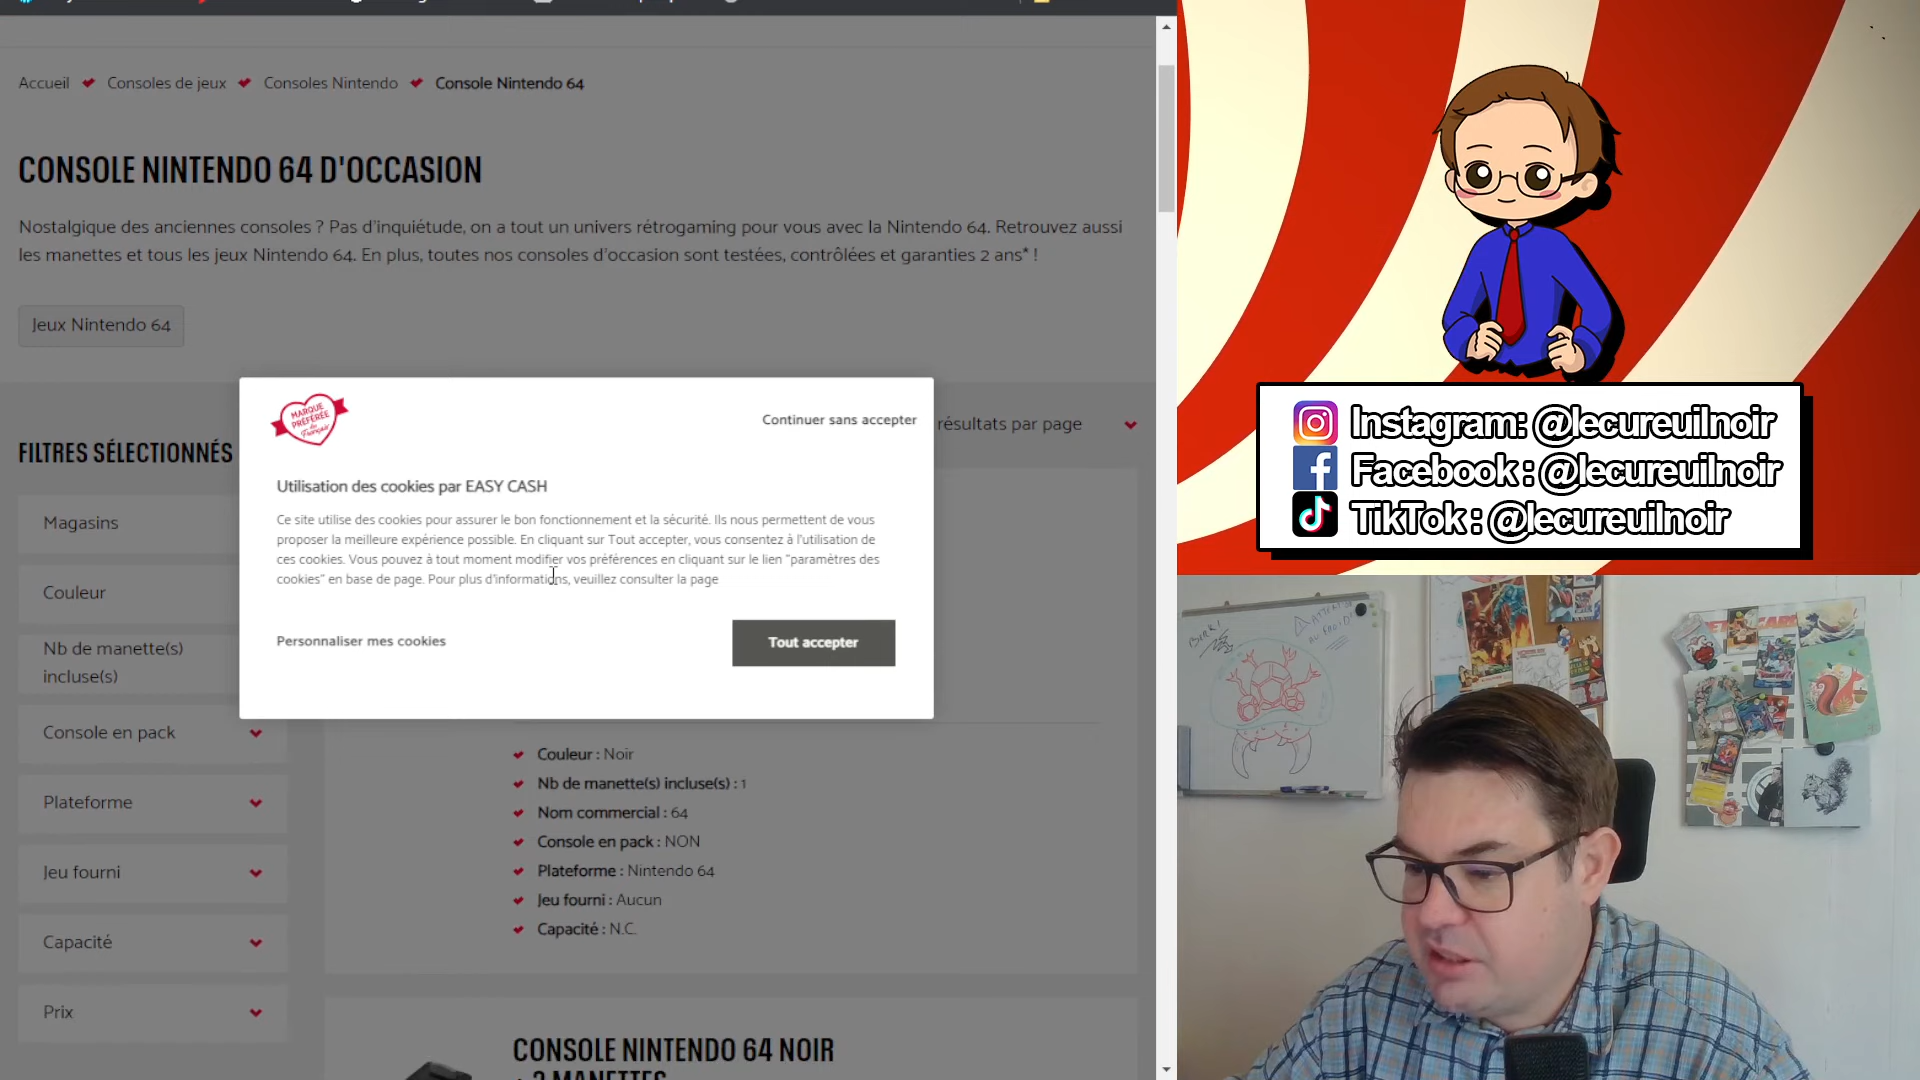 Accueil Consoles de jeux Consoles Nintendo Console Nintendo 64
CONSOLE NINTENDO 64 D'OCCASION
Nostalgique des anciennes consoles ? Pas d'inquiétude, on a tout un univers rétrogaming pour vous avec la Nintendo 64. Retrouvez aussi
les manettes et tous les jeux Nintendo 64. En plus, toutes nos consoles d'occasion sont testées, contrôlées et garanties 2 ans* !
Jeux Nintendo 64
MARQUE
PRÉFÉRÉE
des
Français
Continuer sans accepter
résultats par page
FILTRES SÉLECTIONNÉS
Utilisation des cookies par EASY CASH
Ce site utilise des cookies pour assurer le bon fonctionnement et la sécurité. Ils nous permettent de vous
proposer la meilleure expérience possible. En cliquant sur Tout accepter, vous consentez à l'utilisation de
ces cookies. Vous pouvez à tout moment modifier vos préférences en cliquant sur le lien "paramètres des
cookies" en base de page. Pour plus d'informations, veuillez consulter la page
Personnaliser mes cookies
Tout accepter
Magasins
Couleur
Nb de manette(s)
incluse(s)
Console en pack
Plateforme
Jeu fourni
Capacité
Prix
Couleur : Noir
Nb de manette(s) incluse(s) : 1
Nom commercial : 64
Console en pack : NON
Plateforme : Nintendo 64
Jeu fourni : Aucun
Capacité : N.C.
CONSOLE NINTENDO 64 NOIR
+ 2 MANETTES
Instagram: @lecureuilnoir
Facebook : @lecureuilnoir
TikTok : @lecureuilnoir